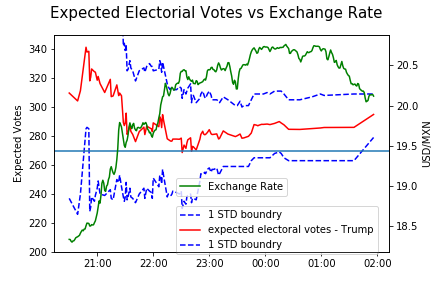 Expected Electorial Votes vs Exchange Rate
340
320
300
280
260
240
220
200
Expected Votes
20.5
20.0
19.5
19.0
18.5
USD/MXN
Exchange Rate
1 STD boundry
expected electoral votes - Trump
1 STD boundry
21:00
22:00
23:00
00:00
01:00
02:00